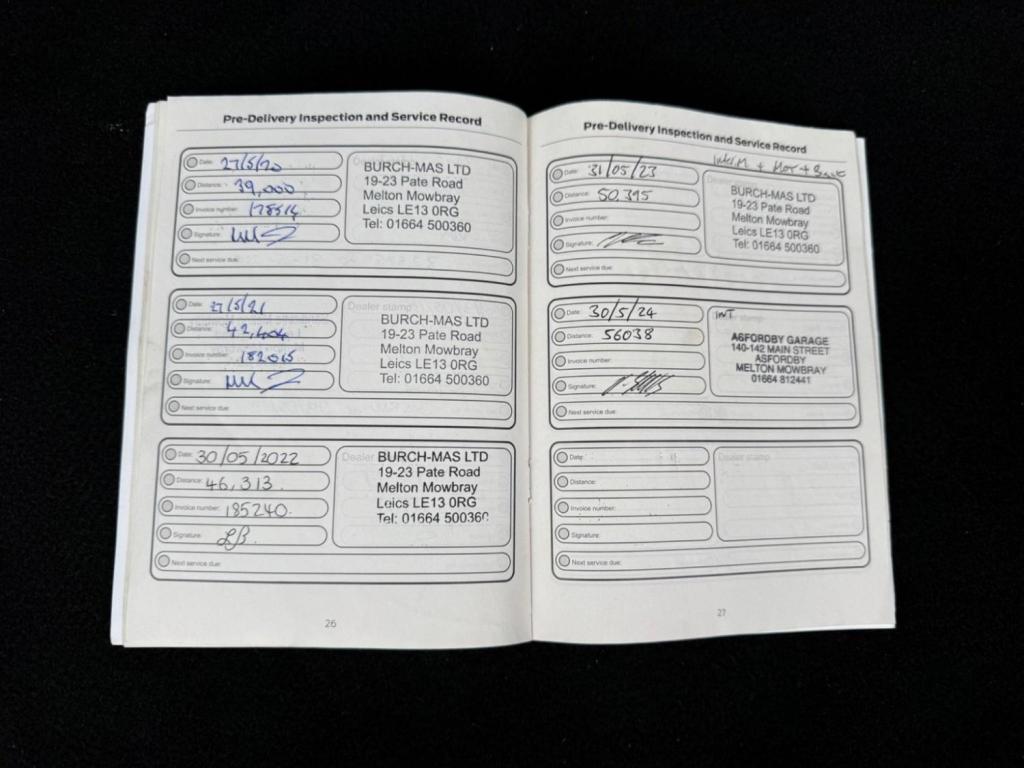 Pre-Delivery Inspection and Service Record
Date: 27/5/20
Distance: 39,000
Invoice number: 178514
Signature:
Next service due:
BURCH-MAS LTD
19-23 Pate Road
Melton Mowbray
Leics LE13 0RG
Tel: 01664 500360
Date: 27/5/21
Distance: 42,604
Invoice number: 182015
Signature:
Next service due:
Dealer stamp
BURCH-MAS LTD
19-23 Pate Road
Melton Mowbray
Leics LE13 0RG
Tel: 01664 500360
Date: 30/05/2022
Distance: 46,313
Invoice number: 185240.
Signature: LB.
Next service due:
Dealer BURCH-MAS LTD
19-23 Pate Road
Melton Mowbray
Leics LE13 0RG
Tel: 01664 500360
26
Pre-Delivery Inspection and Service Record
+ MOT +
Date: 31/05/23
Distance: 50,395
Invoice number:
Signature:
Next service due:
BURCH-MAS LTD
19-23 Pate Road
Melton Mowbray
Leics LE13 0RG
Tel: 01664 500360
Date: 30/5/24
Distance: 56038
Invoice number:
Signature:
Next service due:
INT stamp
ASFORDBY GARAGE
140-142 MAIN STREET
ASFORDBY
MELTON MOWBRAY
01664 812441
Date:
Distance:
Invoice number:
Signature:
Next service due:
Dealer stamp
27